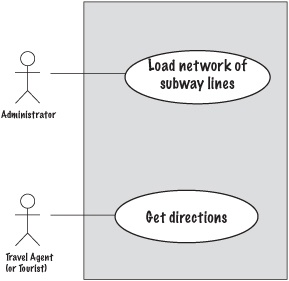 Load network of
subway lines
Administrator
Get directions
Travel Agent
(or Tourist)